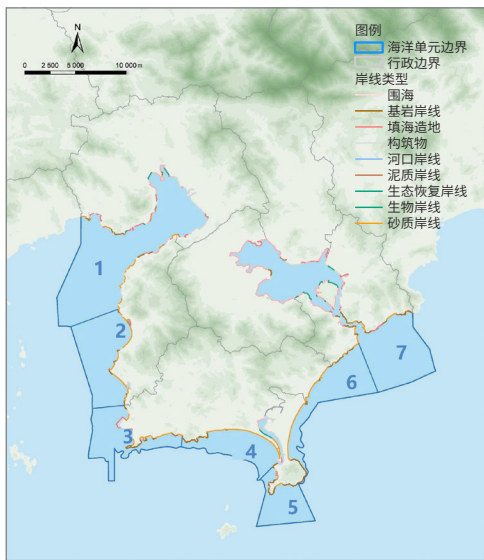 图例
海洋单元边界
行政边界
岸线类型
围海
基岩岸线
填海造地
构筑物
河口岸线
泥质岸线
生态恢复岸线
生物岸线
砂质岸线
N
0 2 500 5 000 10 000 m
1
2
3
4
5
6
7